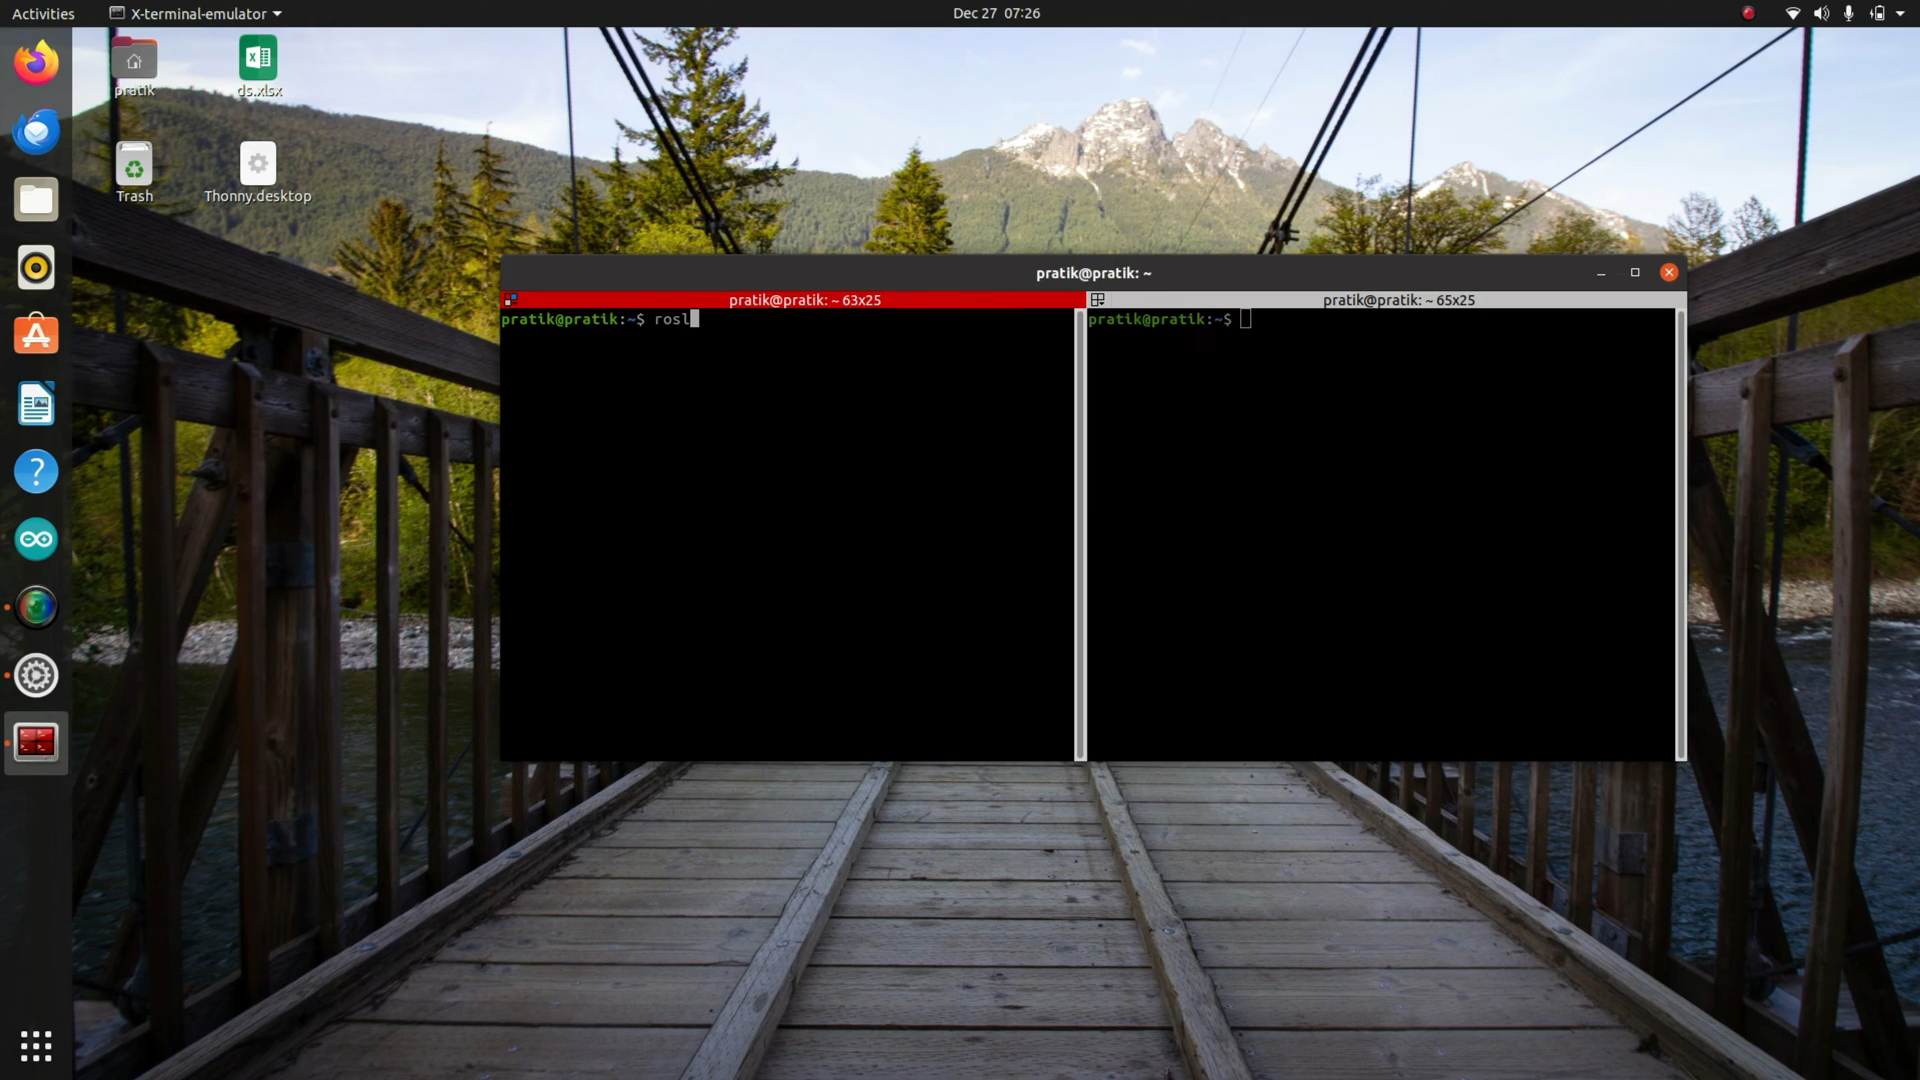 Activities
X-terminal-emulator
Dec 27 07:26
pratik
ds.xlsx
Trash
Thonny.desktop
pratik@pratik: ~
pratik@pratik: ~ 63x25
pratik@pratik: ~ 65x25
pratik@pratik:~$ rosl
pratik@pratik:~$